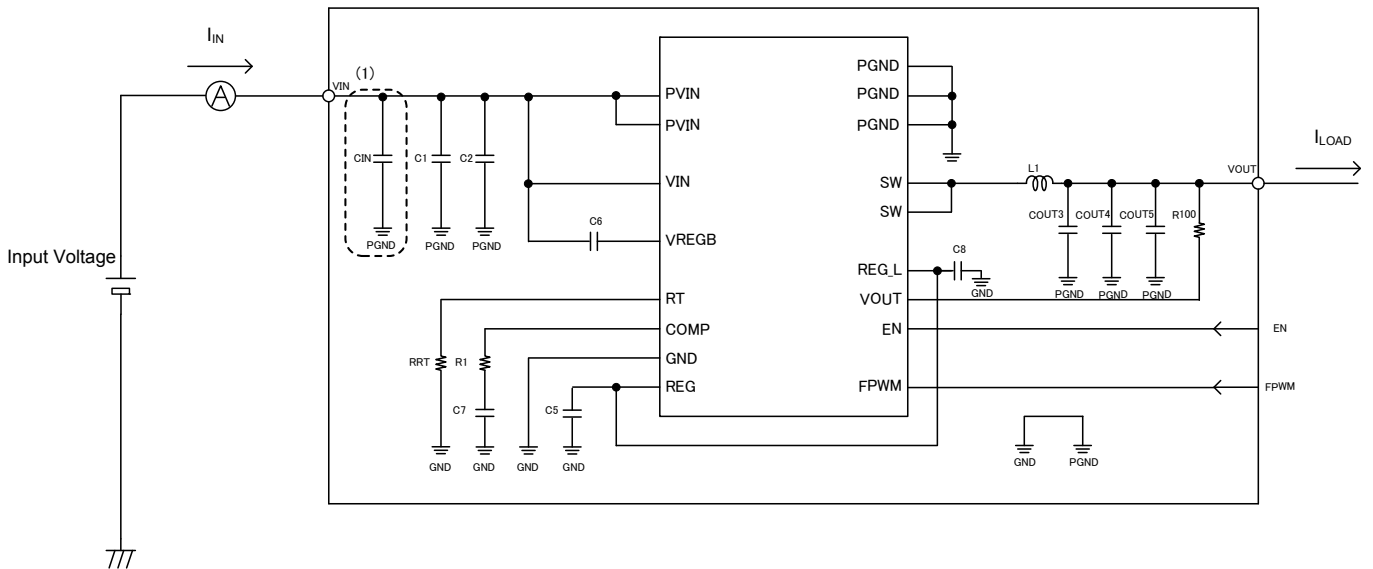 I_IN
A
VIN
(1)
PVIN
PVIN
VIN
VREGB
RT
COMP
GND
REG
PGND
PGND
PGND
SW
SW
REG_L
VOUT
EN
FPWM
CIN
C1
C2
PGND
PGND
PGND
C6
Input Voltage
RRT
R1
C7
C5
GND
GND
GND
GND
L1
COUT3
COUT4
COUT5
R100
PGND
PGND
PGND
C8
GND
VOUT
I_LOAD
EN
FPWM
GND
PGND